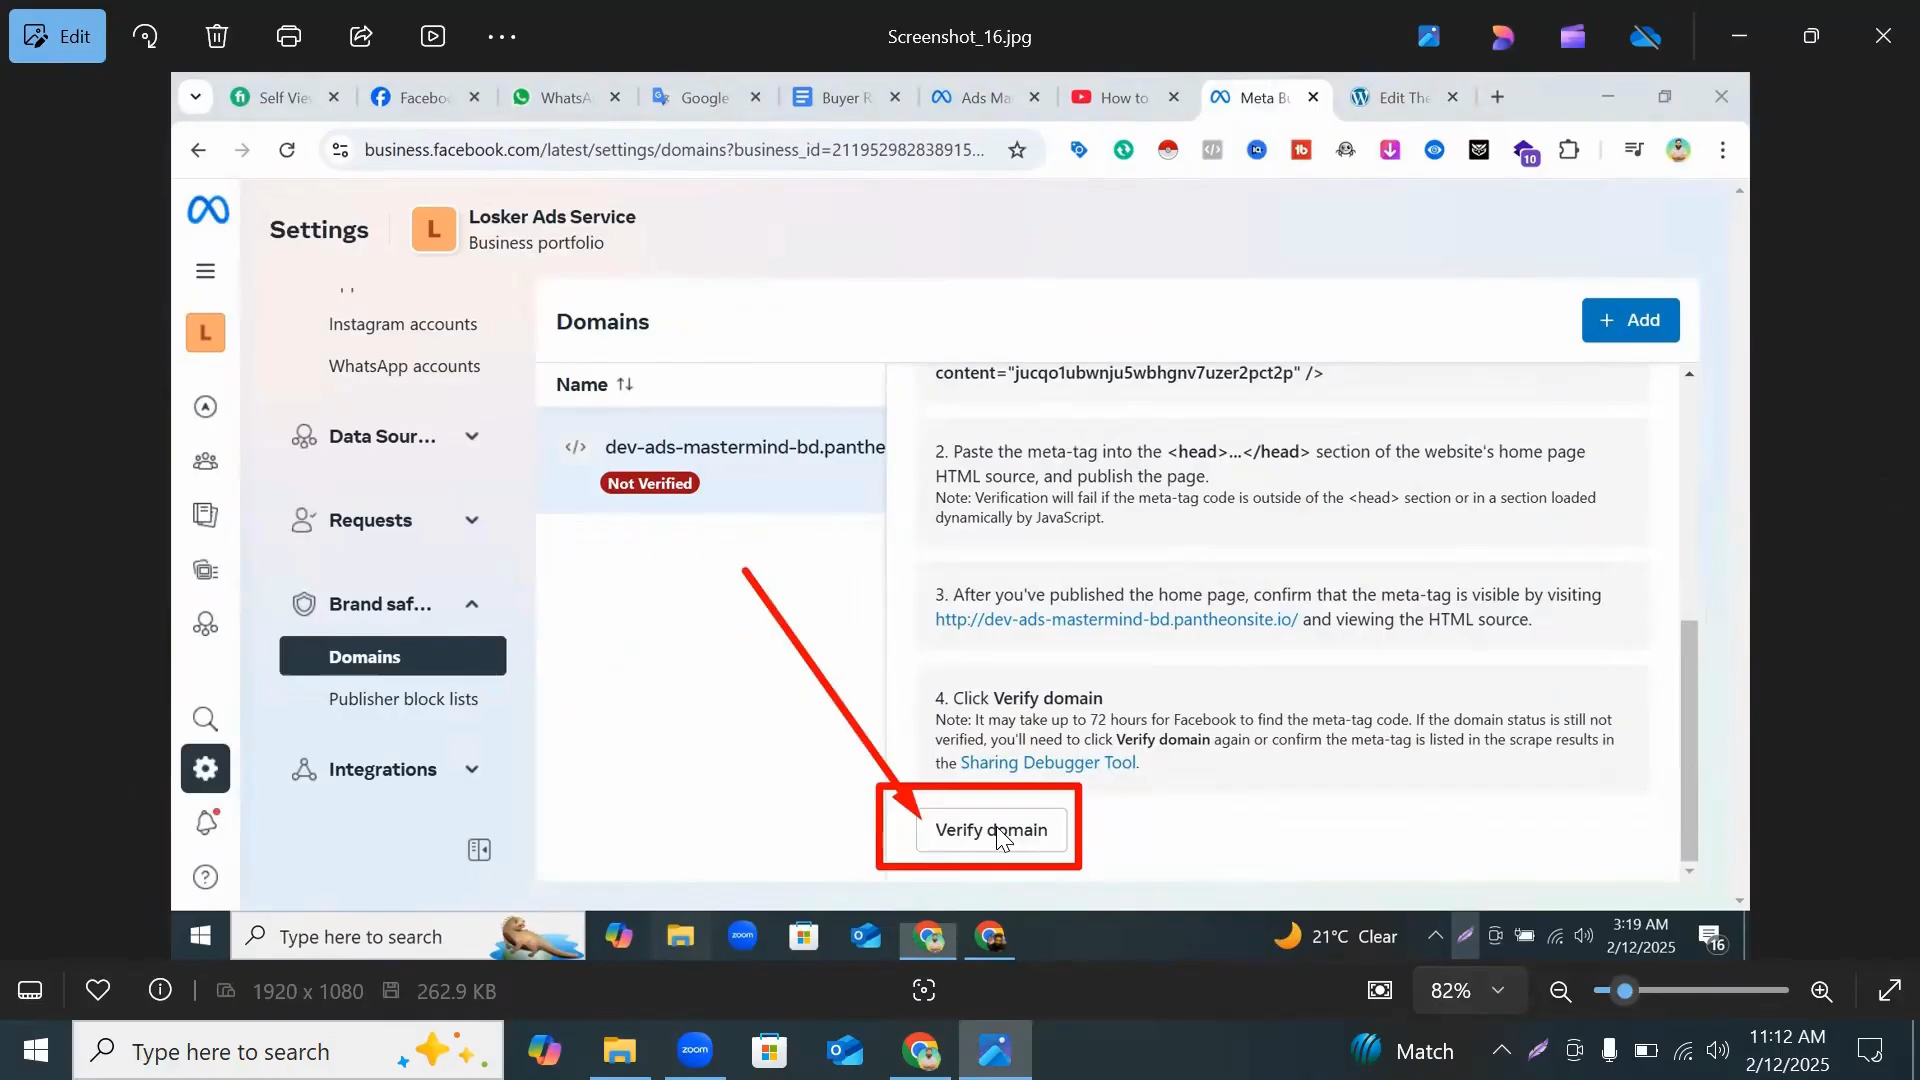 Edit
Screenshot_16.jpg
Self Vie
Facebo
WhatsA
Google
Buyer R
Ads Ma
How to
Meta Bu
Edit The
business.facebook.com/latest/settings/domains?business_id=211952982838915...
10
Settings
L
Losker Ads Service
Business portfolio
L
Instagram accounts
WhatsApp accounts
Data Sour...
Requests
Brand saf...
Domains
Publisher block lists
Integrations
Domains
+ Add
Name
dev-ads-mastermind-bd.panthe
Not Verified
content="jucqo1ubwnju5wbhgnv7uzer2pct2p" />
2. Paste the meta-tag into the <head>...</head> section of the website's home page
HTML source, and publish the page.
Note: Verification will fail if the meta-tag code is outside of the <head> section or in a section loaded
dynamically by JavaScript.
3. After you've published the home page, confirm that the meta-tag is visible by visiting
http://dev-ads-mastermind-bd.pantheonsite.io/ and viewing the HTML source.
4. Click Verify domain
Note: It may take up to 72 hours for Facebook to find the meta-tag code. If the domain status is still not
verified, you'll need to click Verify domain again or confirm the meta-tag is listed in the scrape results in
the Sharing Debugger Tool.
Verify domain
Type here to search
zoom
21°C Clear
3:19 AM
2/12/2025
16
1920 x 1080
262.9 KB
82%
Type here to search
zoom
Match
11:12 AM
2/12/2025